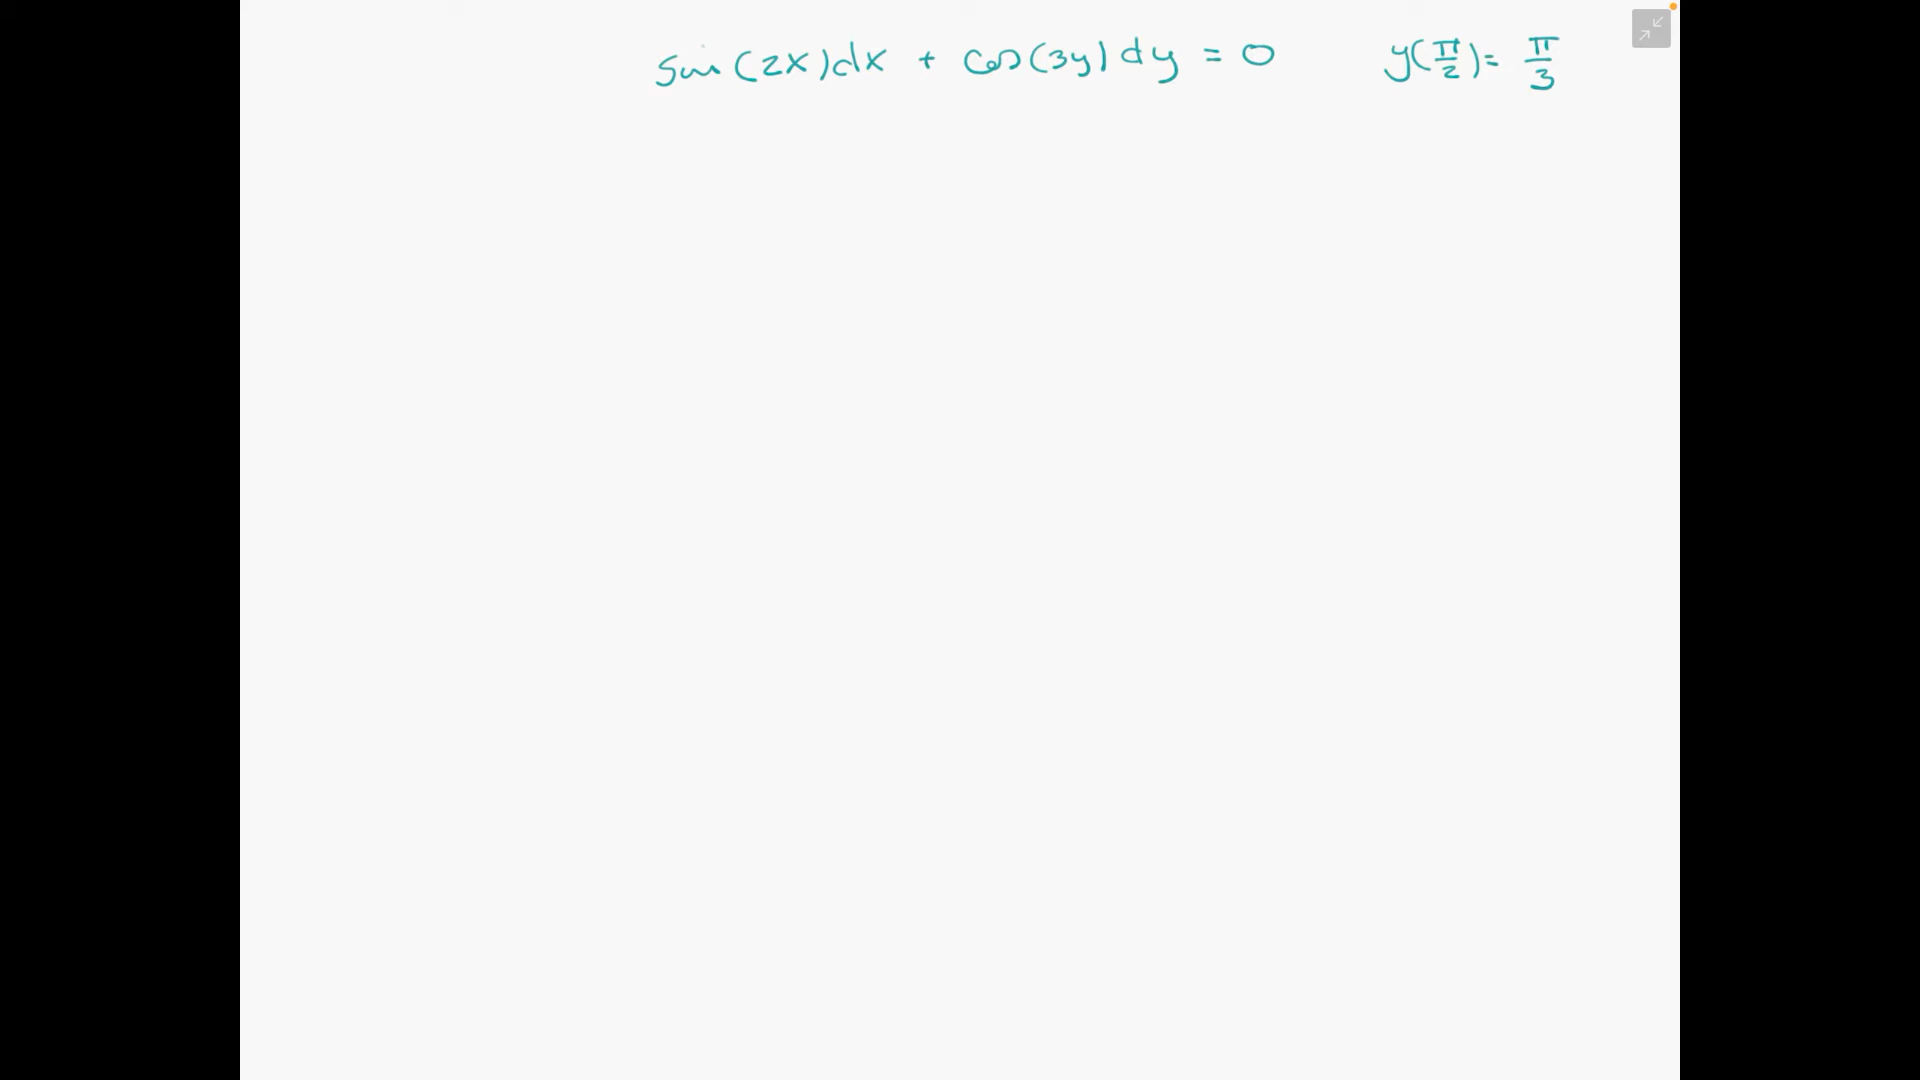 sin(2x)dx + cos(3y)dy = 0 y(π/2) = π/3